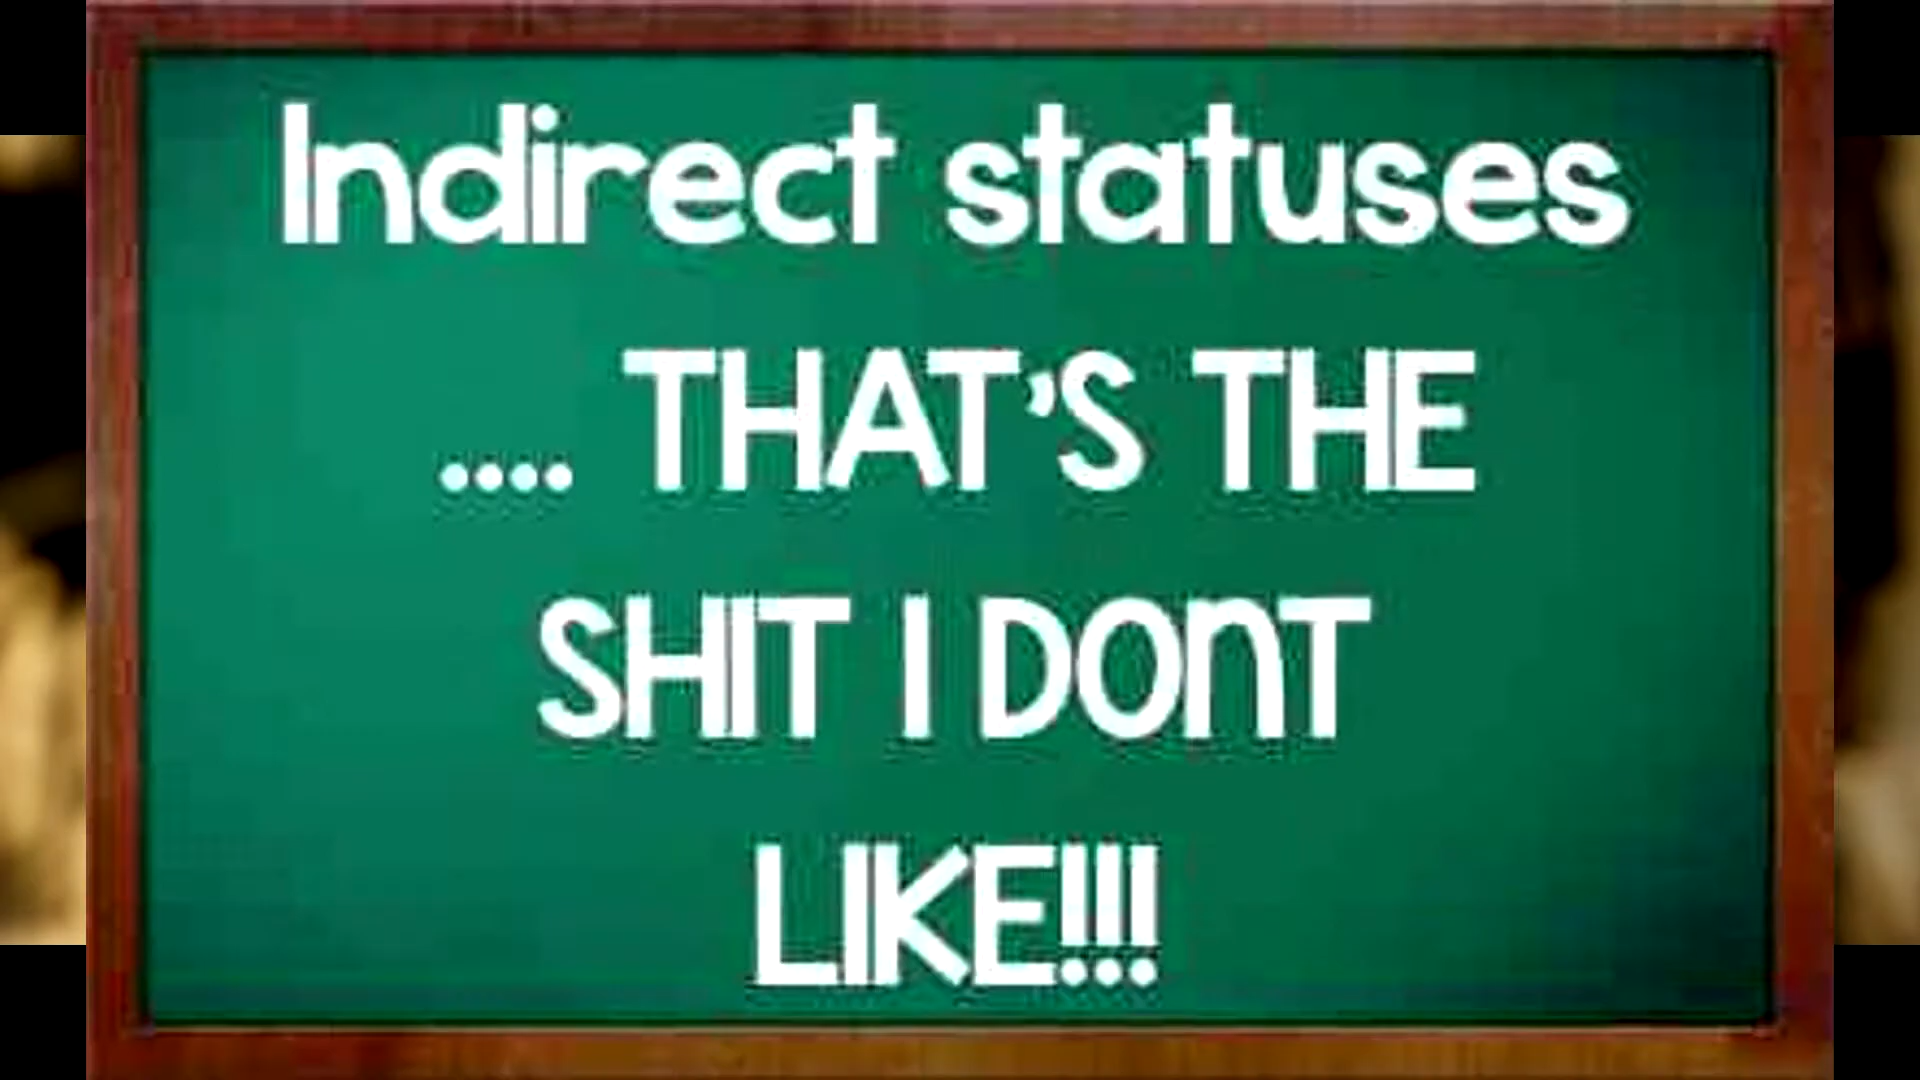 Indirect statuses
.... THAT'S THE
SHIT I DONT
LIKE!!!